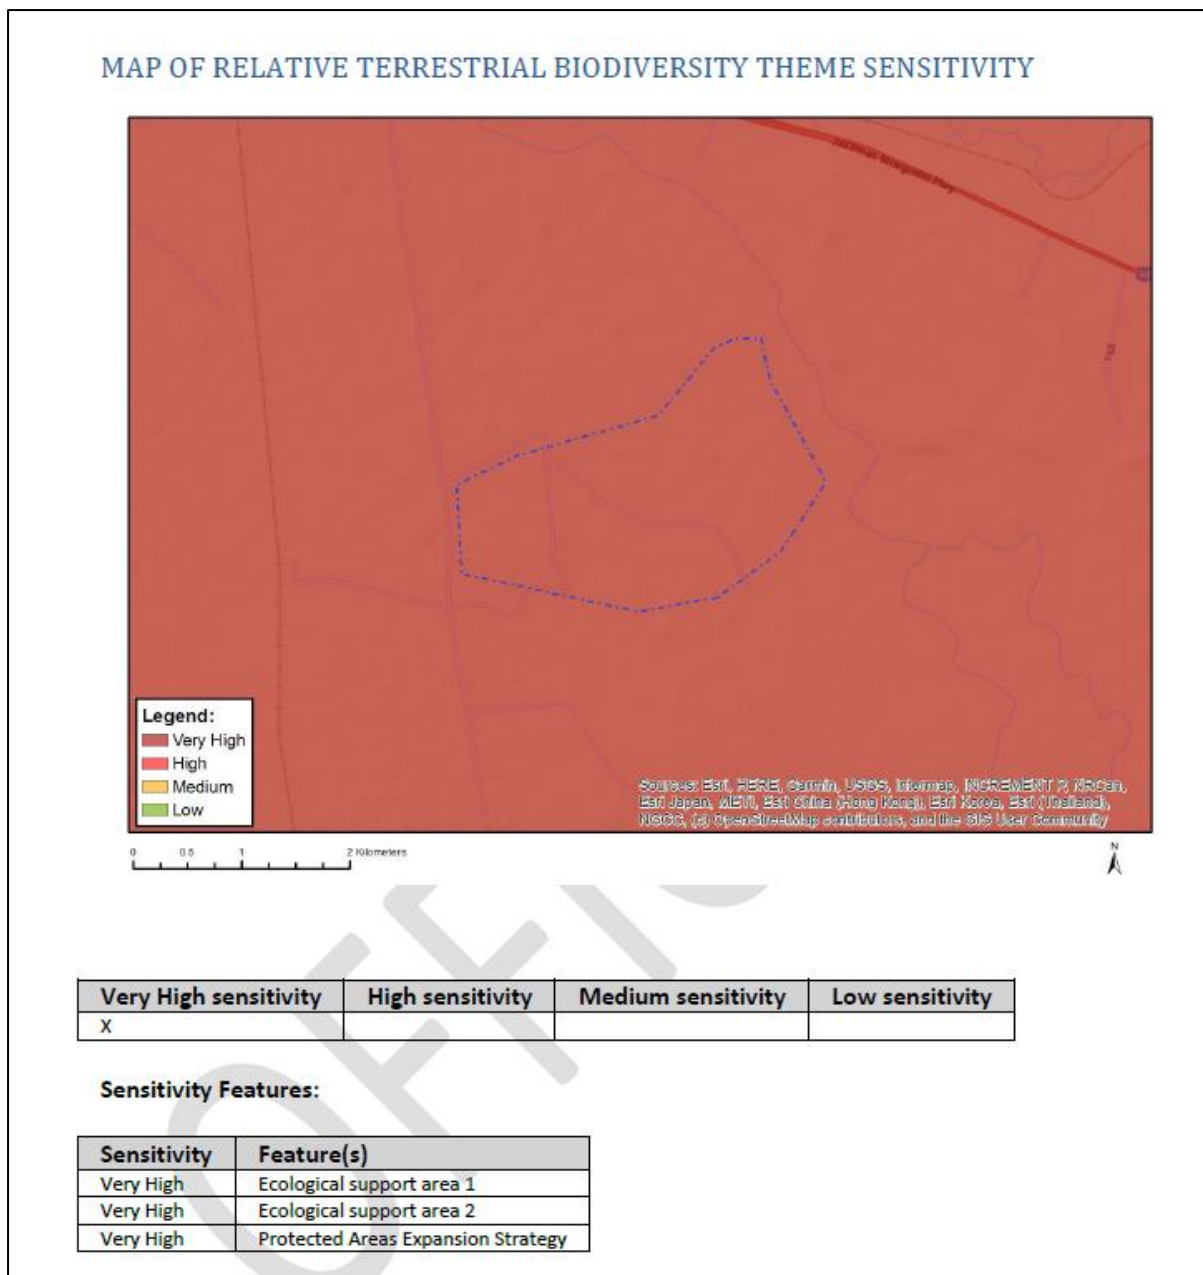 MAP OF RELATIVE TERRESTRIAL BIODIVERSITY THEME SENSITIVITY
Legend:
Very High
High
Medium
Low
Sources: Esri, HERE, Garmin, USGS, Intermap, INCREMENT P, NRCan,
Esri Japan, METI, Esri China (Hong Kong), Esri Korea, Esri (Thailand),
NGCC, (c) OpenStreetMap contributors, and the GIS User Community
0 0.5 1 2 Kilometers
N
Very High sensitivity High sensitivity Medium sensitivity Low sensitivity
X
Sensitivity Features:
Sensitivity Feature(s)
Very High Ecological support area 1
Very High Ecological support area 2
Very High Protected Areas Expansion Strategy